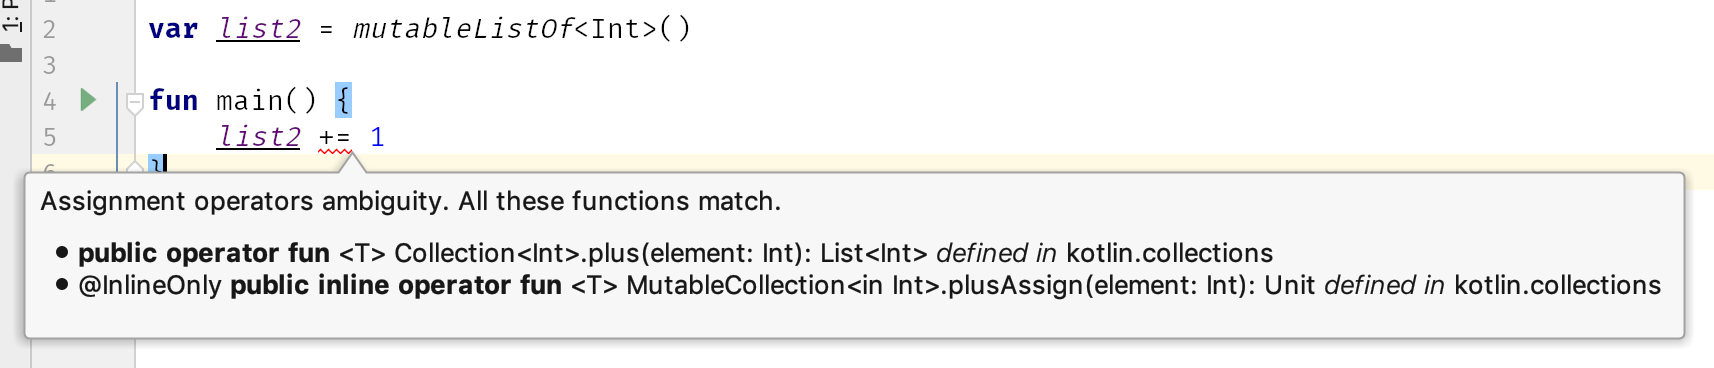 1: P
2 var list2 = mutableListOf<Int>()
3
4 fun main() {
5 list2 += 1
6 }
Assignment operators ambiguity. All these functions match.
• public operator fun <T> Collection<Int>.plus(element: Int): List<Int> defined in kotlin.collections
• @InlineOnly public inline operator fun <T> MutableCollection<in Int>.plusAssign(element: Int): Unit defined in kotlin.collections